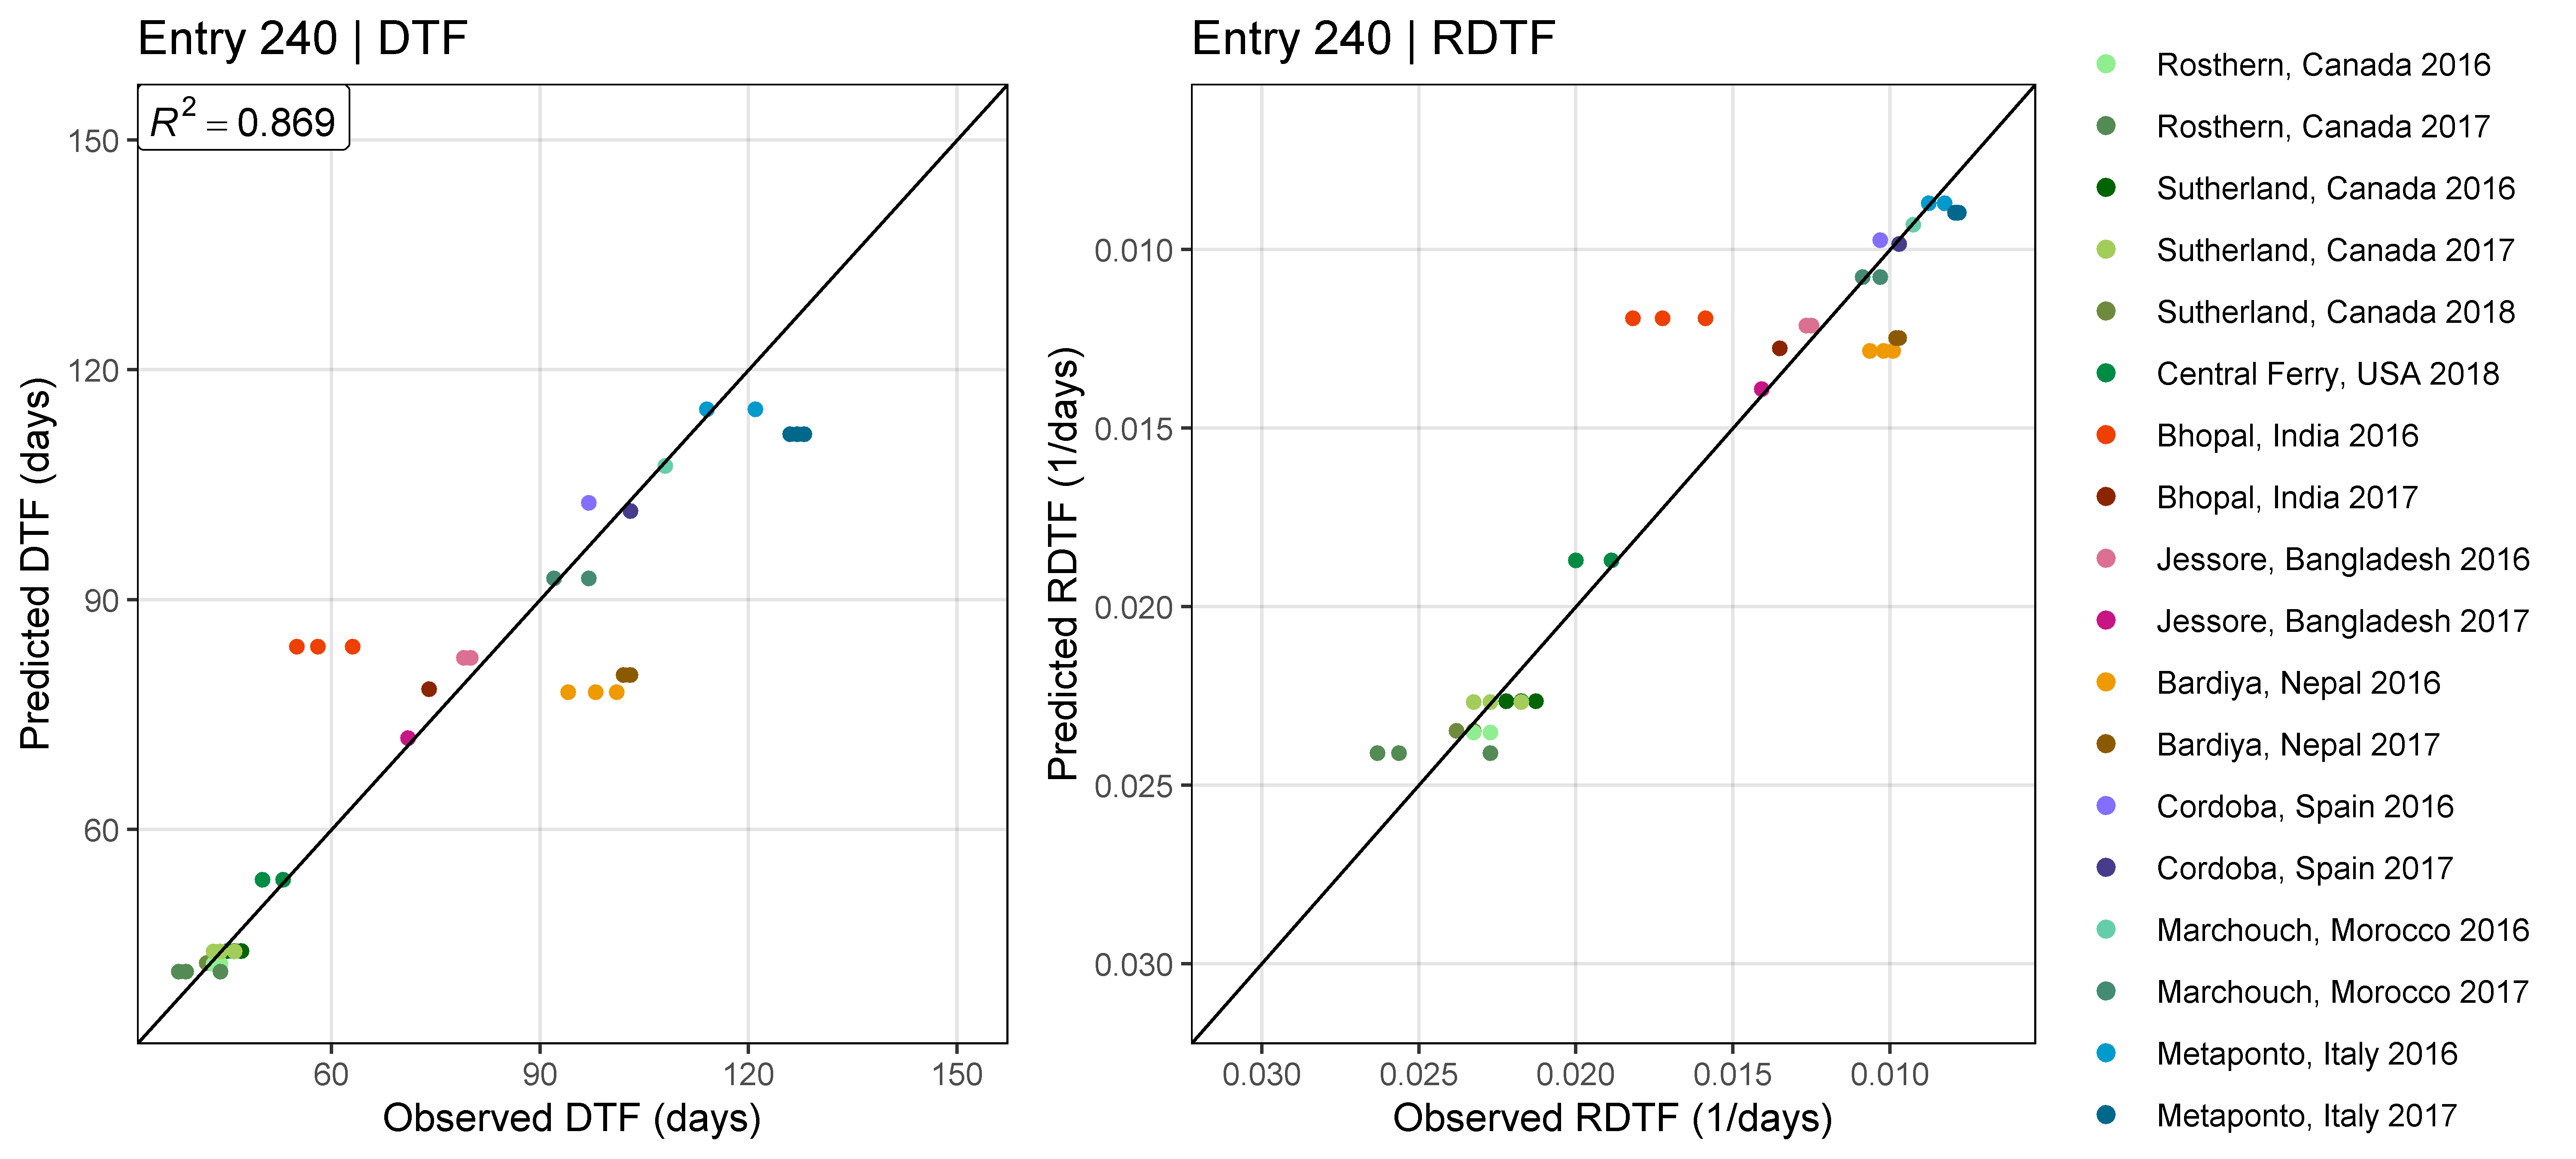 Entry 240 | DTF
R² = 0.869
150
120
90
60
Predicted DTF (days)
60 90 120 150
Observed DTF (days)
Entry 240 | RDTF
0.010
0.015
0.020
0.025
0.030
Predicted RDTF (1/days)
0.030 0.025 0.020 0.015 0.010
Observed RDTF (1/days)
Rosthern, Canada 2016
Rosthern, Canada 2017
Sutherland, Canada 2016
Sutherland, Canada 2017
Sutherland, Canada 2018
Central Ferry, USA 2018
Bhopal, India 2016
Bhopal, India 2017
Jessore, Bangladesh 2016
Jessore, Bangladesh 2017
Bardiya, Nepal 2016
Bardiya, Nepal 2017
Cordoba, Spain 2016
Cordoba, Spain 2017
Marchouch, Morocco 2016
Marchouch, Morocco 2017
Metaponto, Italy 2016
Metaponto, Italy 2017